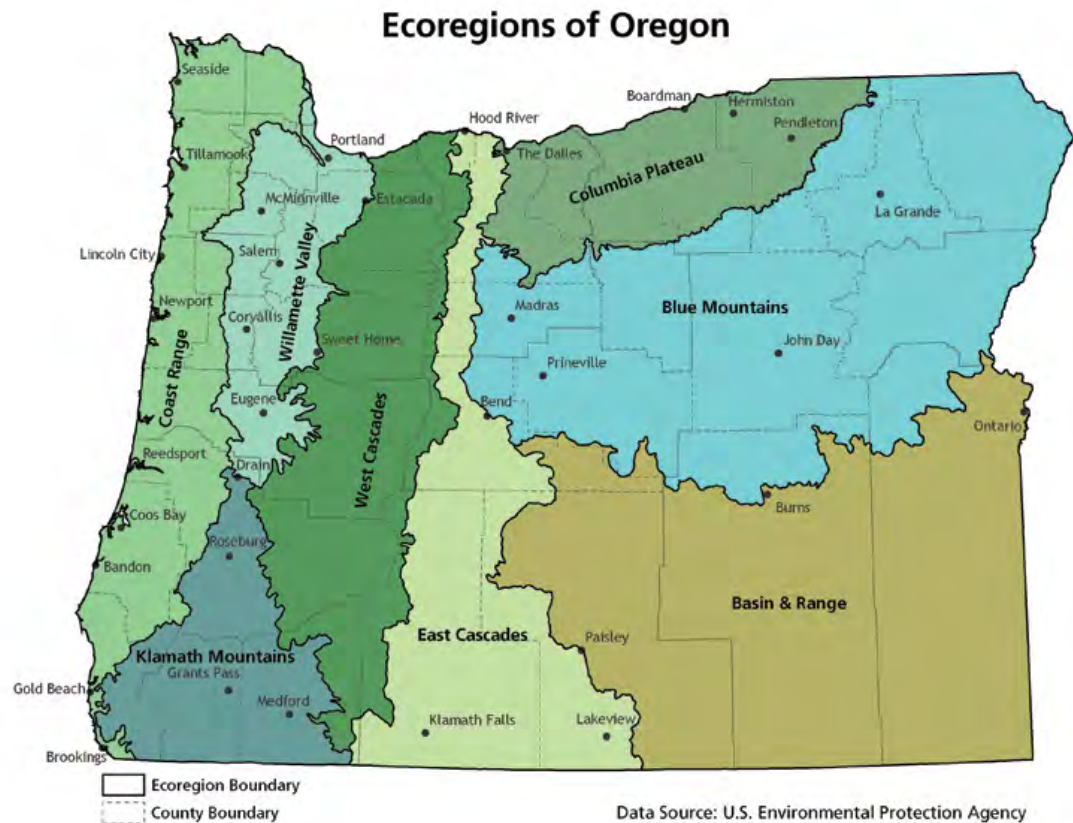 Ecoregions of Oregon
Seaside
Boardman
Hermiston
Hood River
Pendleton
Portland
The Dalles
Tillamook
Columbia Plateau
McMinnville
Estacada
La Grande
Lincoln City
Salem
Willamette Valley
Newport
Madras
Blue Mountains
Corvallis
Sweet Home
John Day
Coast Range
Prineville
Eugene
Bend
Ontario
West Cascades
Reedsport
Drain
Burns
Coos Bay
Roseburg
Bandon
Basin & Range
East Cascades
Paisley
Klamath Mountains
Grants Pass
Gold Beach
Medford
Klamath Falls
Lakeview
Brookings
Ecoregion Boundary
County Boundary
Data Source: U.S. Environmental Protection Agency